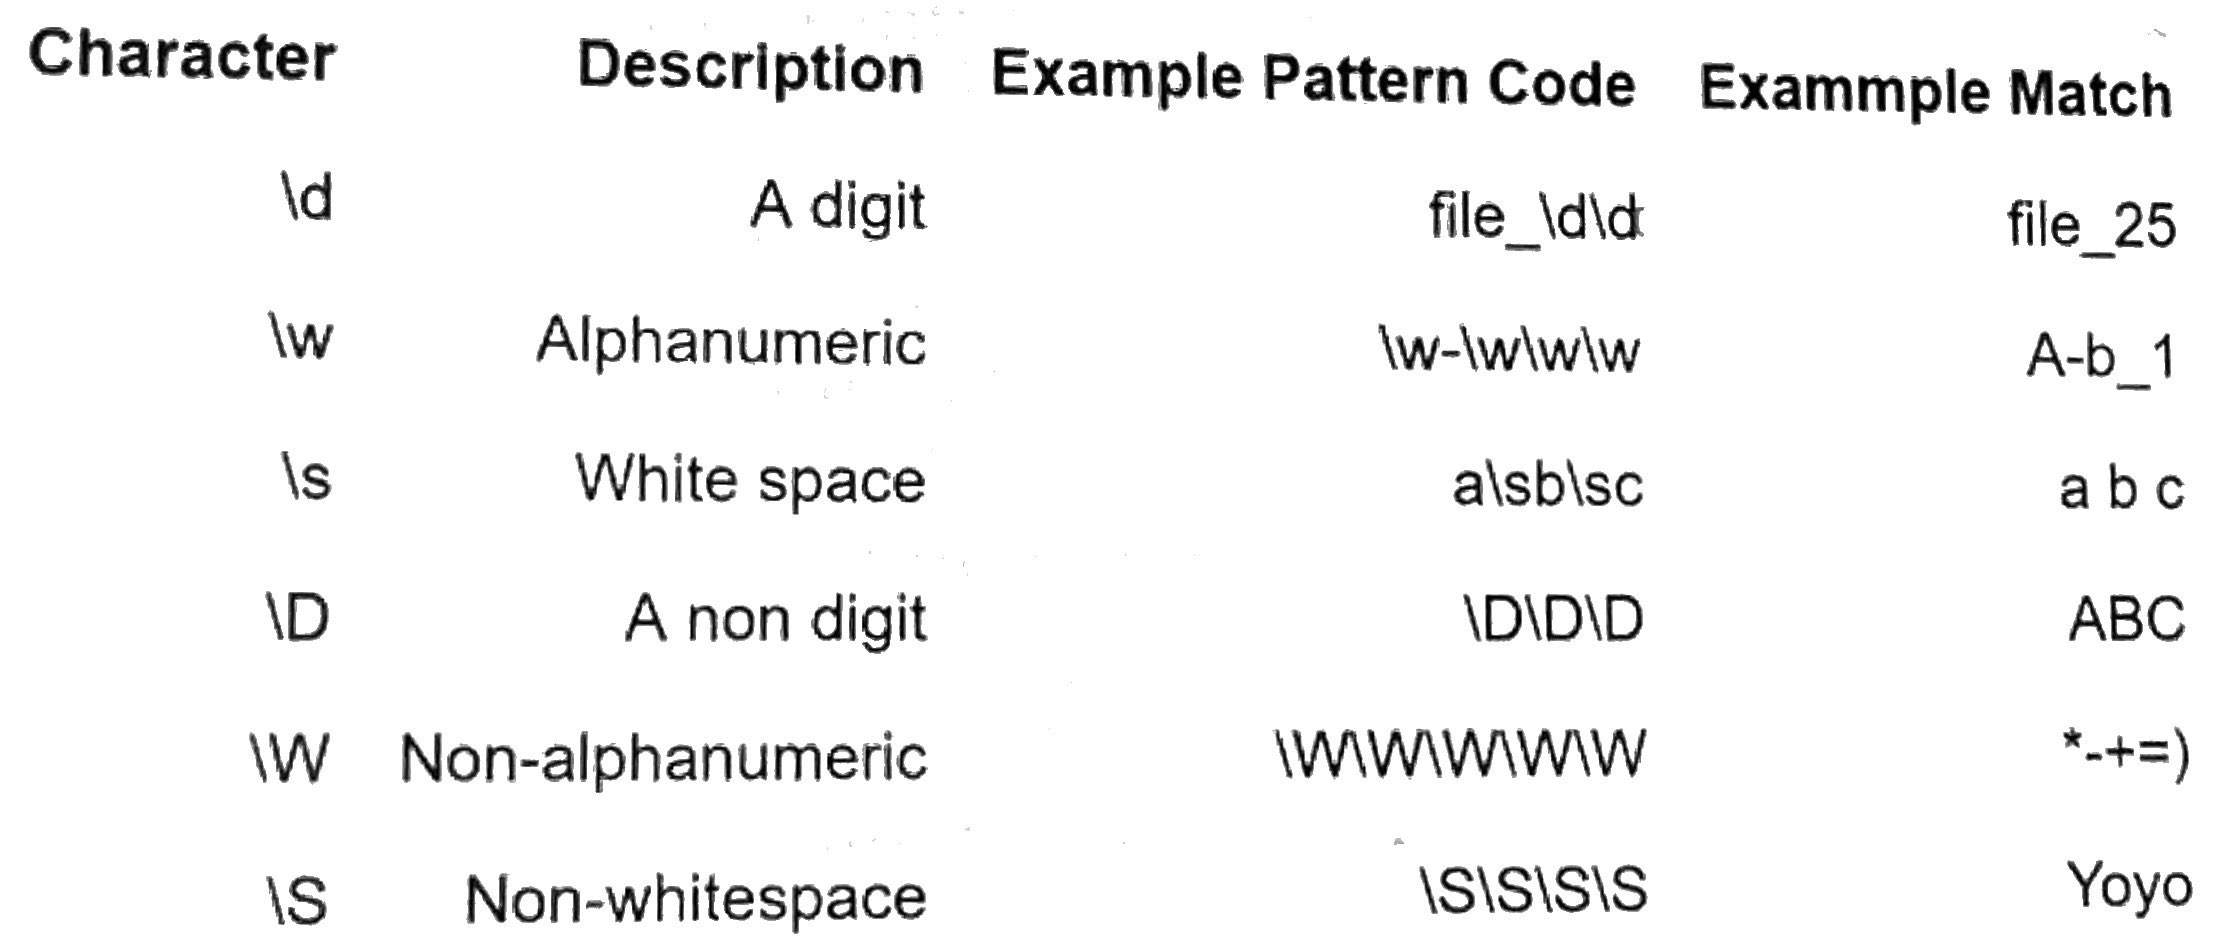 Character Description Example Pattern Code Exammple Match
\d A digit file_\d\d file_25
\w Alphanumeric \w-\w\w\w A-b_1
\s White space a\sb\sc a b c
\D A non digit \D\D\D ABC
\W Non-alphanumeric \W\W\W\W\W *-+=)
\S Non-whitespace \S\S\S\S Yoyo